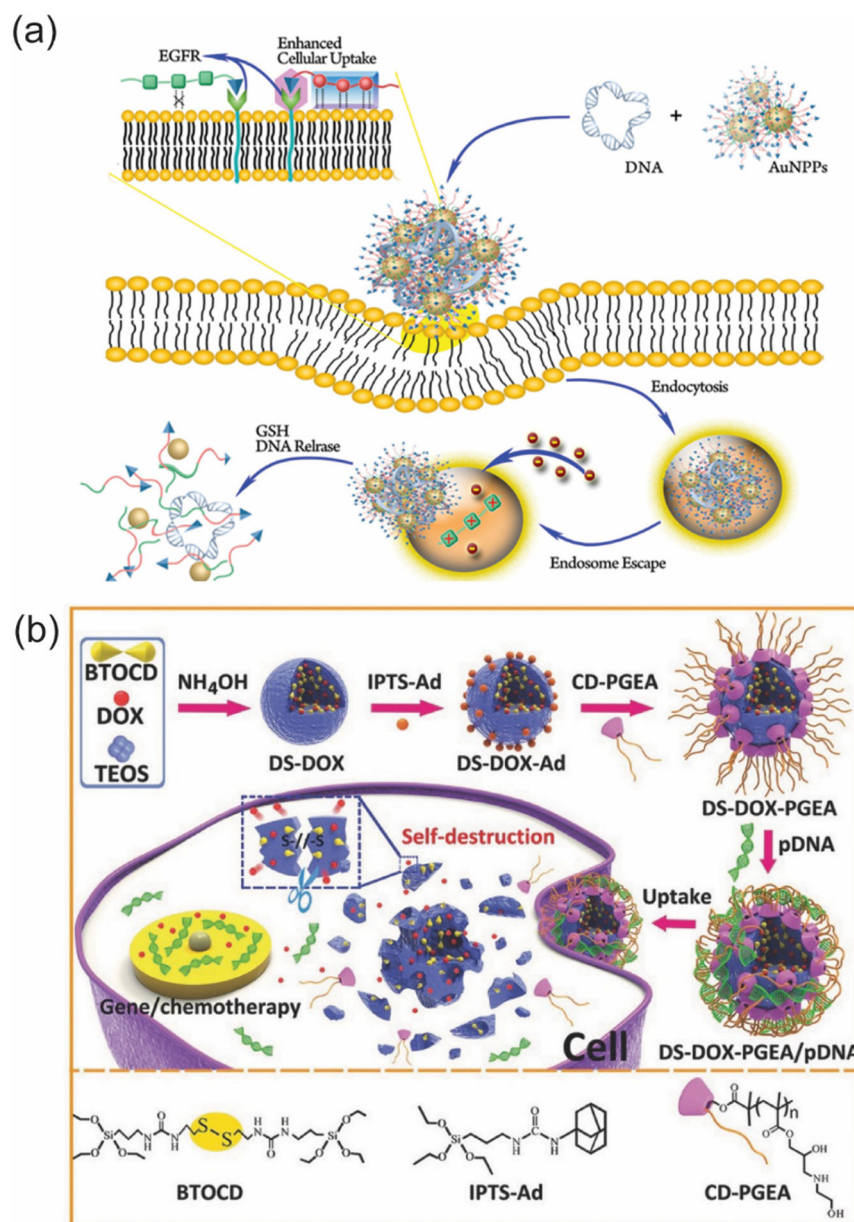 (a)
EGFR
Enhanced
Cellular Uptake
DNA
+
AuNPPs
Endocytosis
GSH
DNA Relrase
Endosome Escape
(b)
BTOCD
DOX
TEOS
NH4OH
IPTS-Ad
CD-PGEA
DS-DOX
DS-DOX-Ad
DS-DOX-PGEA
pDNA
Self-destruction
S-//-S
Uptake
Gene/chemotherapy
Cell
DS-DOX-PGEA/pDNA
BTOCD
IPTS-Ad
CD-PGEA